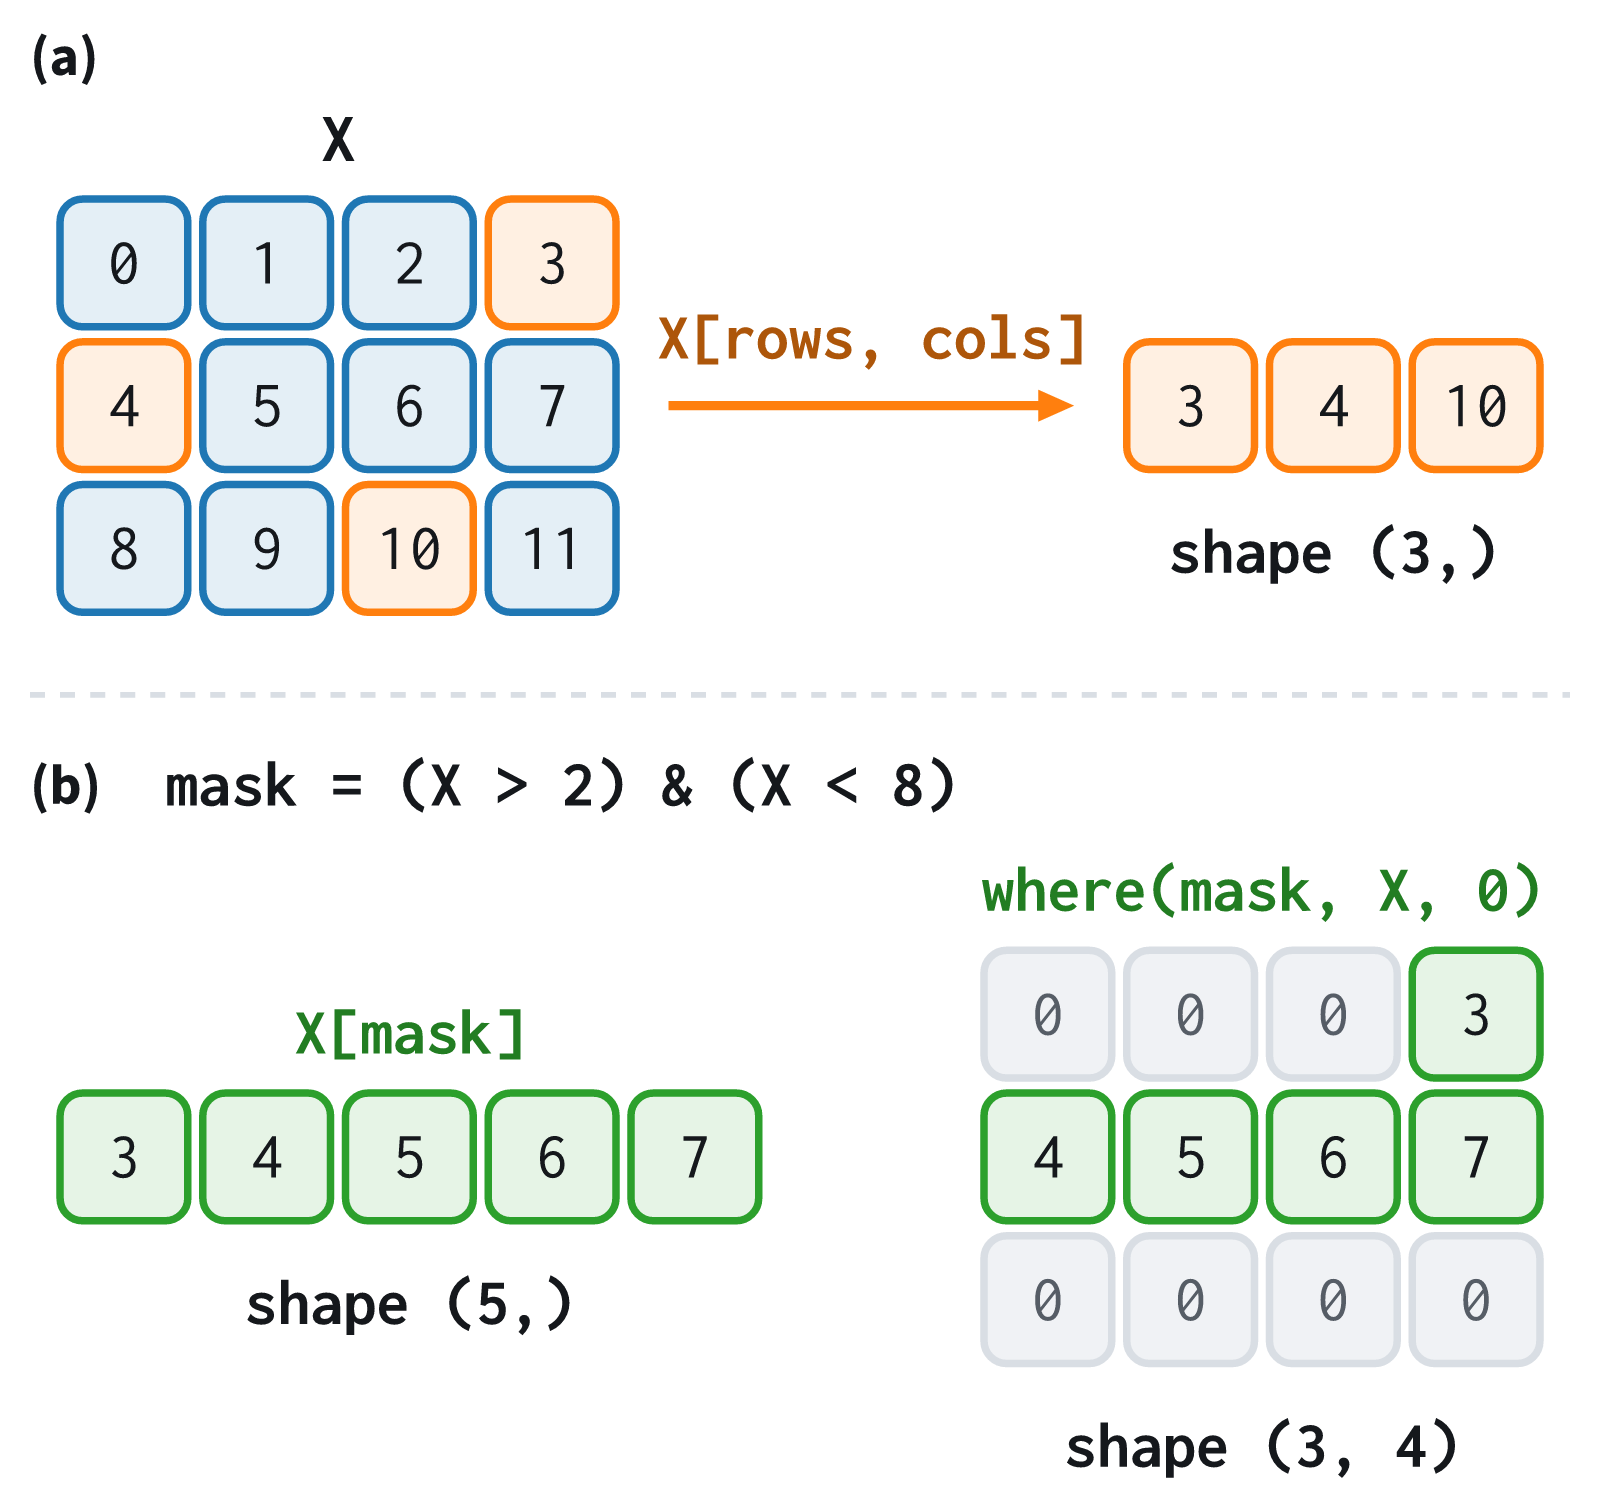 (a)
X
0 1 2 3
4 5 6 7
8 9 10 11
X[rows, cols]
3 4 10
shape (3,)
(b) mask = (X > 2) & (X < 8)
X[mask]
3 4 5 6 7
shape (5,)
where(mask, X, 0)
0 0 0 3
4 5 6 7
0 0 0 0
shape (3, 4)